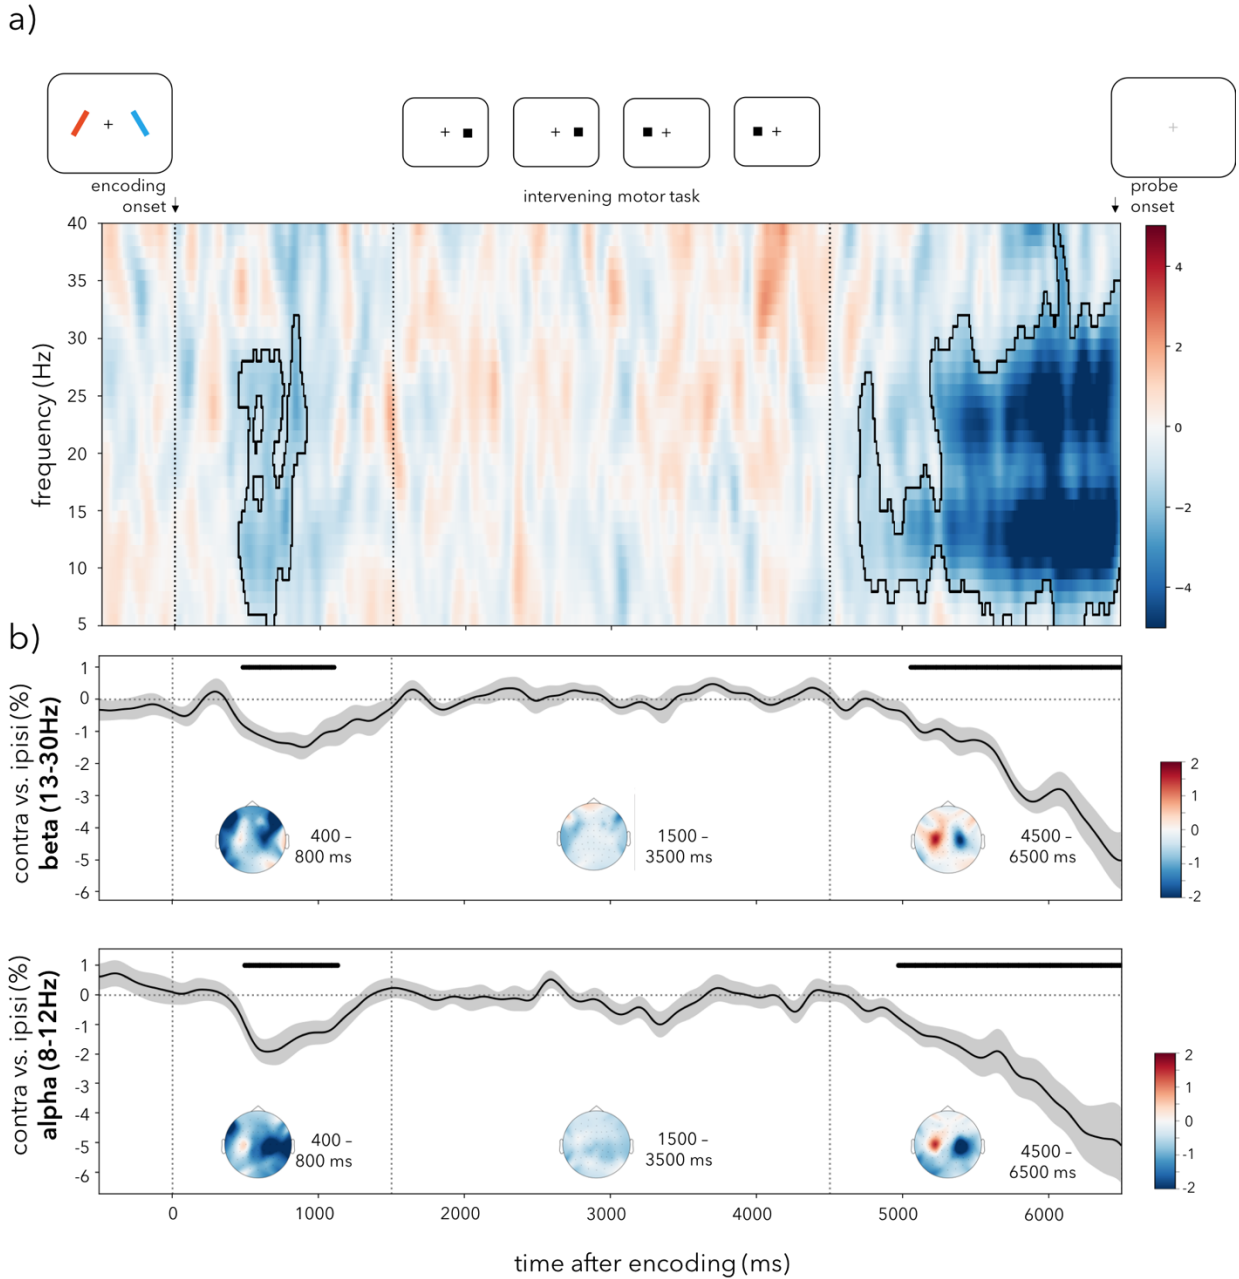 a)
encoding
onset
intervening motor task
probe
onset
frequency (Hz)
40
35
30
25
20
15
10
5
4
2
0
−2
−4
b)
contra vs. ipisi (%)
beta (13-30Hz)
1
0
-1
-2
-3
-4
-5
-6
400 –
800 ms
1500 –
3500 ms
4500 –
6500 ms
2
1
0
-1
-2
contra vs. ipisi (%)
alpha (8-12Hz)
1
0
-1
-2
-3
-4
-5
-6
400 –
800 ms
1500 –
3500 ms
4500 –
6500 ms
2
1
0
-1
-2
0 1000 2000 3000 4000 5000 6000
time after encoding (ms)